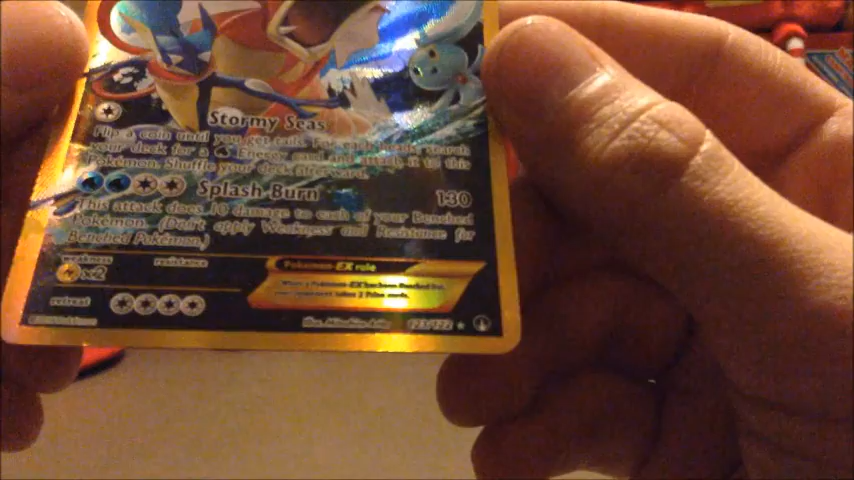 Stormy Seas
Flip a coin until you get tails. For each heads, search
your deck for a Energy card and attach it to this
Pokémon. Shuffle your deck afterward.
Splash Burn 130
This attack does 10 damage to each of your Benched
Pokémon. (Don't apply Weakness and Resistance for
Benched Pokémon.)
weakness resistance
x2
Pokémon-EX rule
When a Pokémon-EX has been Knocked Out,
your opponent takes 2 Prize cards.
retreat
Illus. 123/122